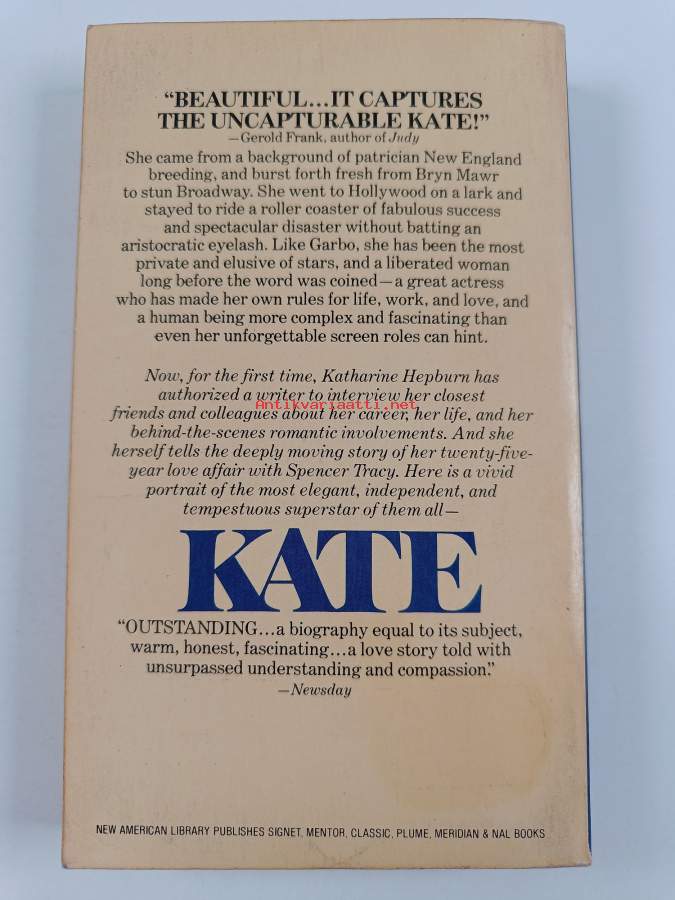 “BEAUTIFUL...IT CAPTURES
THE UNCAPTURABLE KATE!”
—Gerold Frank, author of Judy
She came from a background of patrician New England
breeding, and burst forth fresh from Bryn Mawr
to stun Broadway. She went to Hollywood on a lark and
stayed to ride a roller coaster of fabulous success
and spectacular disaster without batting an
aristocratic eyelash. Like Garbo, she has been the most
private and elusive of stars, and a liberated woman
long before the word was coined—a great actress
who has made her own rules for life, work, and love, and
a human being more complex and fascinating than
even her unforgettable screen roles can hint.
Now, for the first time, Katharine Hepburn has
authorized a writer to interview her closest
Antikvariaatti.net
friends and colleagues about her career, her life, and her
behind-the-scenes romantic involvements. And she
herself tells the deeply moving story of her twenty-five-
year love affair with Spencer Tracy. Here is a vivid
portrait of the most elegant, independent, and
tempestuous superstar of them all—
KATE
“OUTSTANDING...a biography equal to its subject,
warm, honest, fascinating...a love story told with
unsurpassed understanding and compassion.”
—Newsday
NEW AMERICAN LIBRARY PUBLISHES SIGNET, MENTOR, CLASSIC, PLUME, MERIDIAN & NAL BOOKS